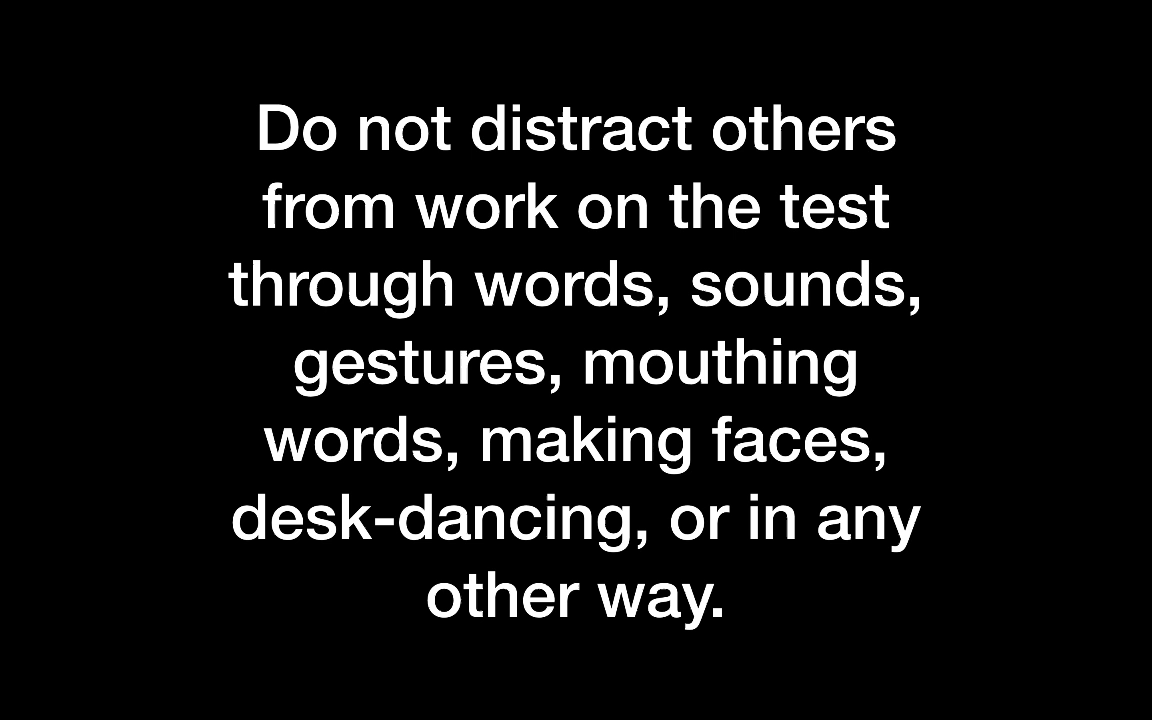 Do not distract others
from work on the test
through words, sounds,
gestures, mouthing
words, making faces,
desk-dancing, or in any
other way.